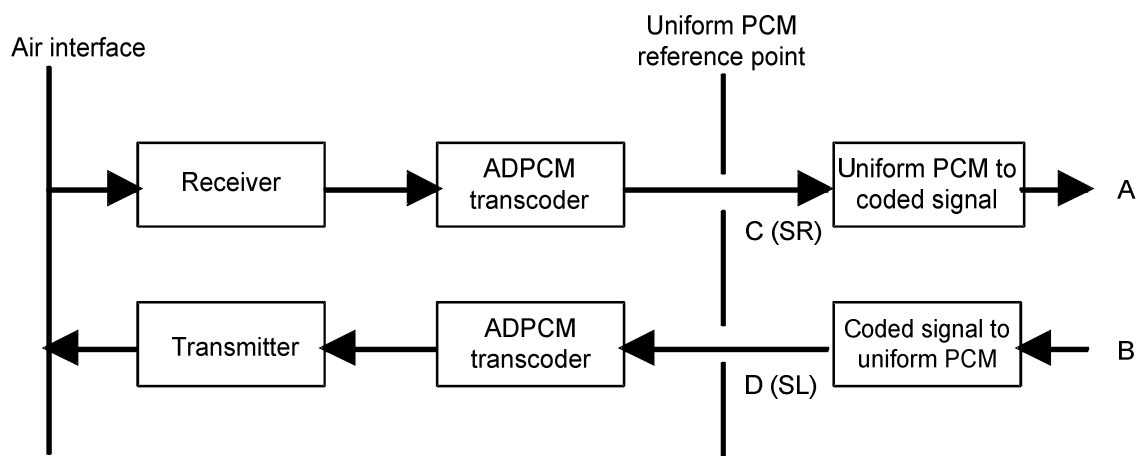 Air interface
Uniform PCM
reference point
Receiver
ADPCM
transcoder
Uniform PCM to
coded signal
A
C (SR)
Transmitter
ADPCM
transcoder
Coded signal to
uniform PCM
B
D (SL)